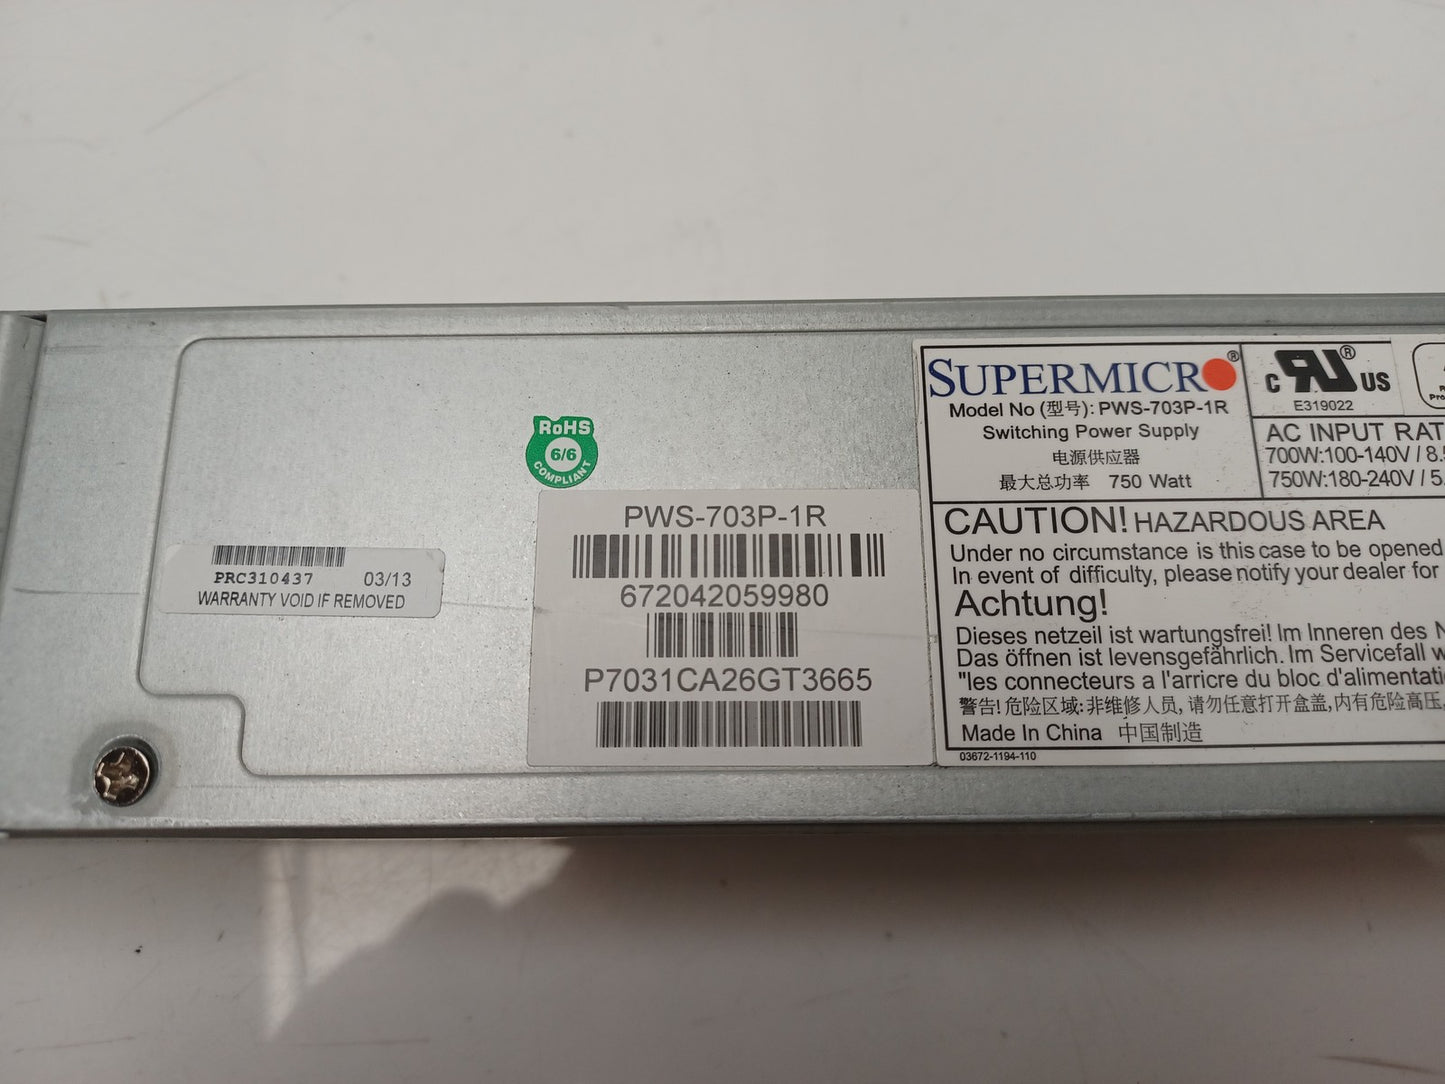 RoHS
6/6
COMPLIANT
PRC310437 03/13
WARRANTY VOID IF REMOVED
PWS-703P-1R
672042059980
P7031CA26GT3665
SUPERMICRO®
Model No (型号): PWS-703P-1R
Switching Power Supply
电源供应器
最大总功率 750 Watt
C RU® US
E319022
AC INPUT RAT
700W:100-140V / 8.5
750W:180-240V / 5.
CAUTION! HAZARDOUS AREA
Under no circumstance is this case to be opened
In event of difficulty, please notify your dealer for
Achtung!
Dieses netzeil ist wartungsfrei! Im Inneren des N
Das öffnen ist levensgefährlich. Im Servicefall w
"les connecteurs a l'arricre du bloc d'alimentati
警告! 危险区域: 非维修人员, 请勿任意打开盒盖, 内有危险高压,
Made In China 中国制造
03672-1194-110